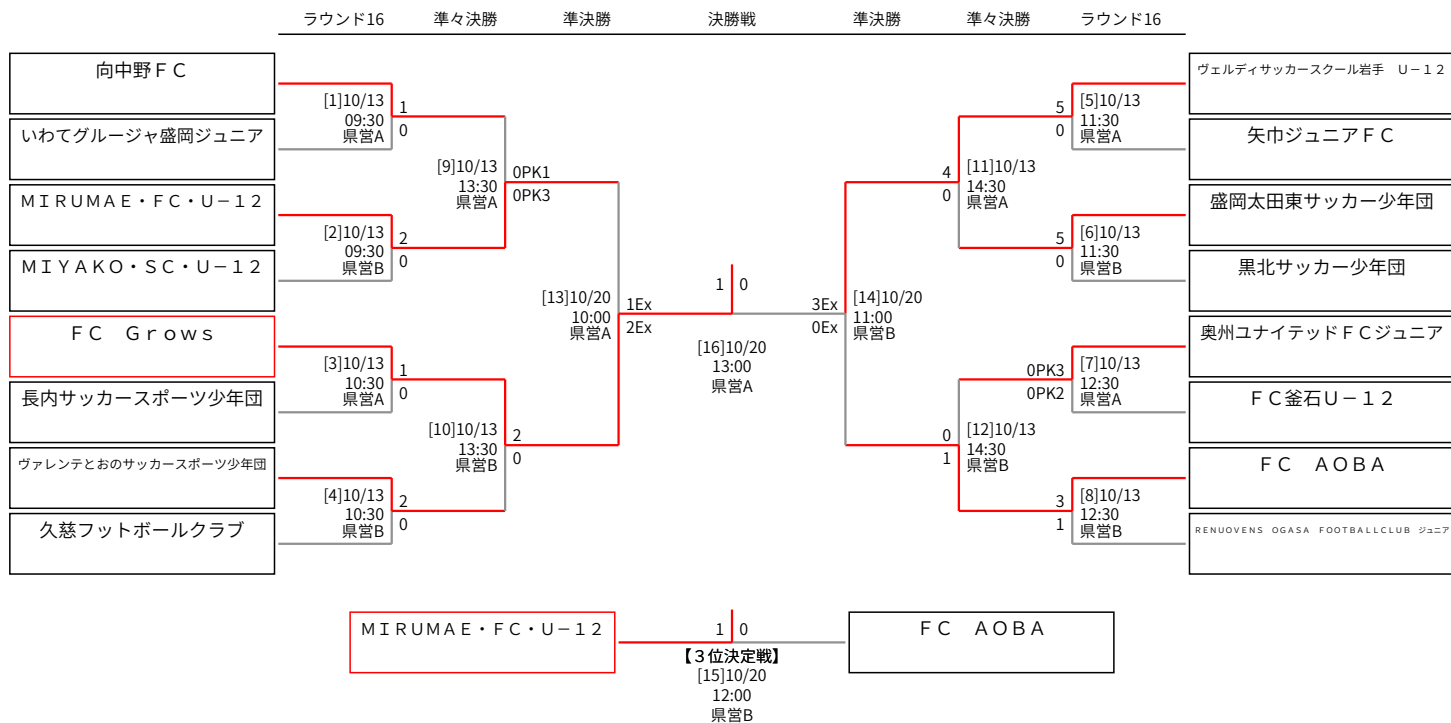 ラウンド16 準々決勝 準決勝 決勝戦 準決勝 準々決勝 ラウンド16
向中野ＦＣ
いわてグルージャ盛岡ジュニア
[1]10/13
09:30
県営A
1
0
ＭＩＲＵＭＡＥ・ＦＣ・Ｕ－１２
ＭＩＹＡＫＯ・ＳＣ・Ｕ－１２
[2]10/13
09:30
県営B
2
0
ＦＣ　Ｇｒｏｗｓ
長内サッカースポーツ少年団
[3]10/13
10:30
県営A
1
0
ヴァレンテとおのサッカースポーツ少年団
久慈フットボールクラブ
[4]10/13
10:30
県営B
2
0
[9]10/13
13:30
県営A
0PK1
0PK3
[10]10/13
13:30
県営B
2
0
[13]10/20
10:00
県営A
1Ex
2Ex
1 0
[16]10/20
13:00
県営A
3Ex
0Ex
[14]10/20
11:00
県営B
4
0
[11]10/13
14:30
県営A
0
1
[12]10/13
14:30
県営B
5
0
[5]10/13
11:30
県営A
ヴェルディサッカースクール岩手　Ｕ－１２
矢巾ジュニアＦＣ
5
0
[6]10/13
11:30
県営B
盛岡太田東サッカー少年団
黒北サッカー少年団
0PK3
0PK2
[7]10/13
12:30
県営A
奥州ユナイテッドＦＣジュニア
ＦＣ釜石Ｕ－１２
3
1
[8]10/13
12:30
県営B
ＦＣ　ＡＯＢＡ
ＲＥＮＵＯＶＥＮＳ　ＯＧＡＳＡ　ＦＯＯＴＢＡＬＬＣＬＵＢ　ジュニア
ＭＩＲＵＭＡＥ・ＦＣ・Ｕ－１２
1 0
ＦＣ　ＡＯＢＡ
【３位決定戦】
[15]10/20
12:00
県営B